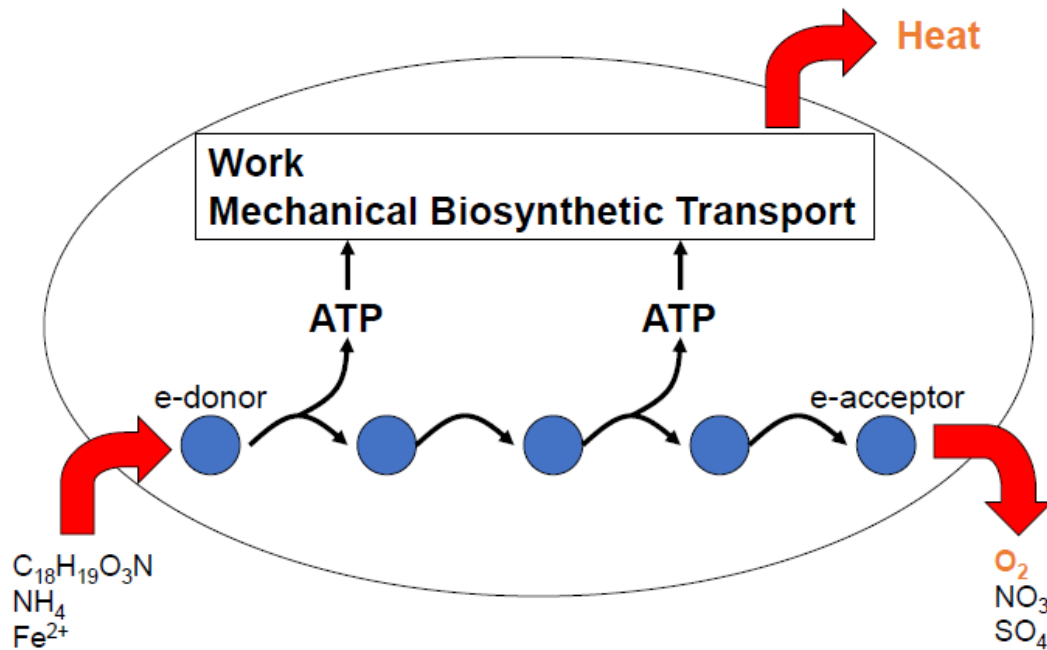 Heat
Work
Mechanical Biosynthetic Transport
ATP
ATP
e-donor
e-acceptor
C₁₈H₁₉O₃N
NH₄
Fe²⁺
O₂
NO₃
SO₄